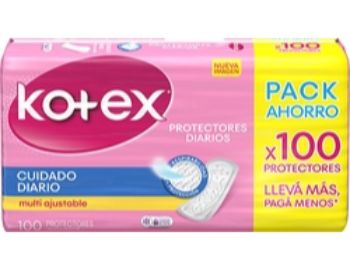 NUEVA
IMAGEN
x100
kotex
PROTECTORES
DIARIOS
PACK
AHORRO
x100
PROTECTORES
CUIDADO
DIARIO
multi ajustable
LLEVÁ MÁS,
PAGÁ MENOS*
100 PROTECTORES